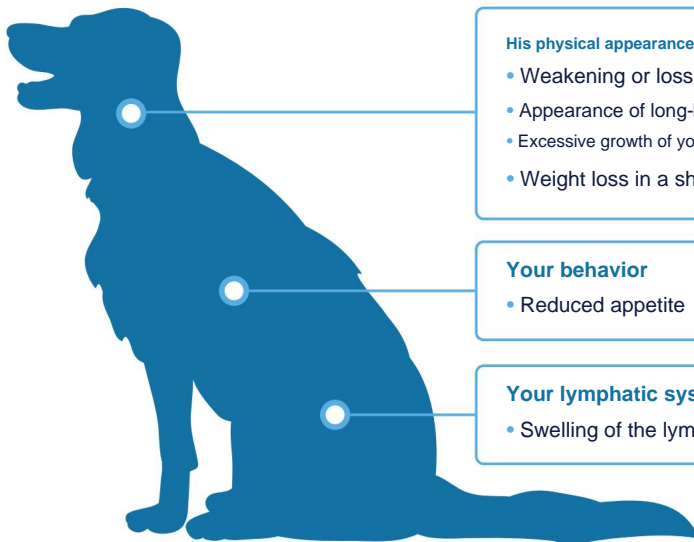 His physical appearance
• Weakening or loss
• Appearance of long-
• Excessive growth of yo
• Weight loss in a sh
Your behavior
• Reduced appetite
Your lymphatic sys
• Swelling of the lym